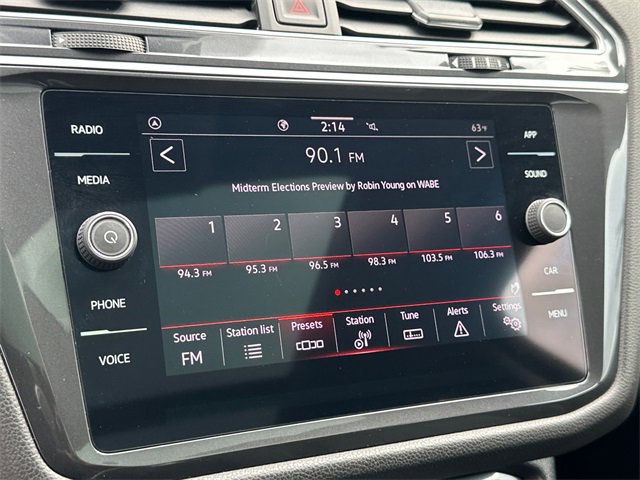 RADIO
MEDIA
PHONE
VOICE
2:14
63°F
90.1 FM
Midterm Elections Preview by Robin Young on WABE
1 2 3 4 5 6
94.3 FM 95.3 FM 96.5 FM 98.3 FM 103.5 FM 106.3 FM
Source Station list Presets Station Tune Alerts Settings
FM
APP
SOUND
CAR
MENU